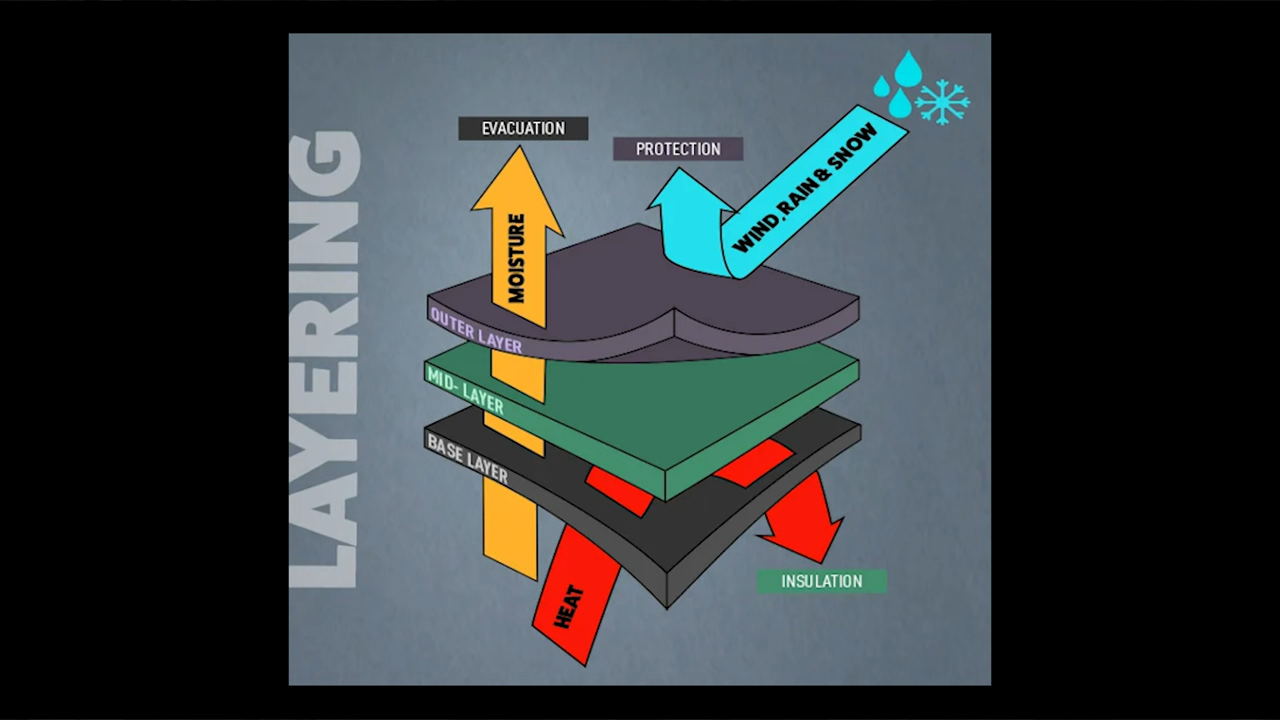 LAYERING
EVACUATION
PROTECTION
WIND, RAIN & SNOW
MOISTURE
OUTER LAYER
MID- LAYER
BASE LAYER
HEAT
INSULATION